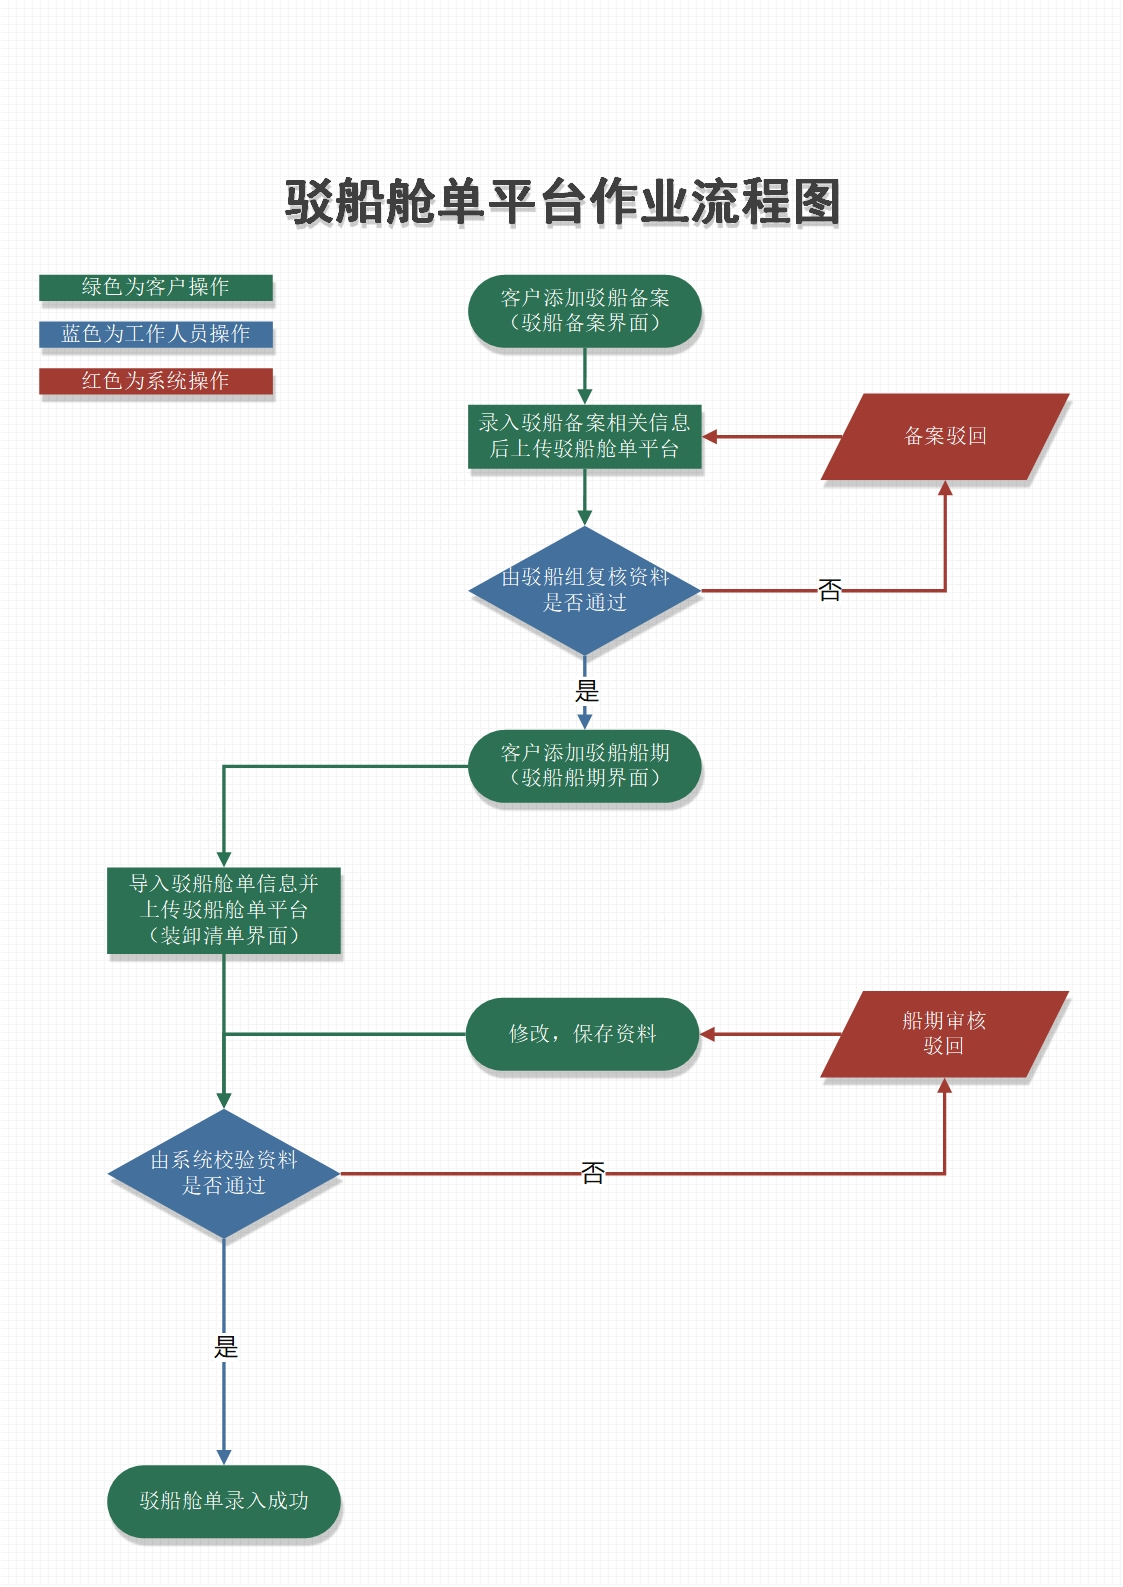 驳船舱单平台作业流程图
绿色为客户操作
蓝色为工作人员操作
红色为系统操作
客户添加驳船备案
（驳船备案界面）
录入驳船备案相关信息
后上传驳船舱单平台
备案驳回
由驳船组复核资料
是否通过
否
是
客户添加驳船船期
（驳船船期界面）
导入驳船舱单信息并
上传驳船舱单平台
（装卸清单界面）
修改，保存资料
船期审核
驳回
由系统校验资料
是否通过
否
是
驳船舱单录入成功